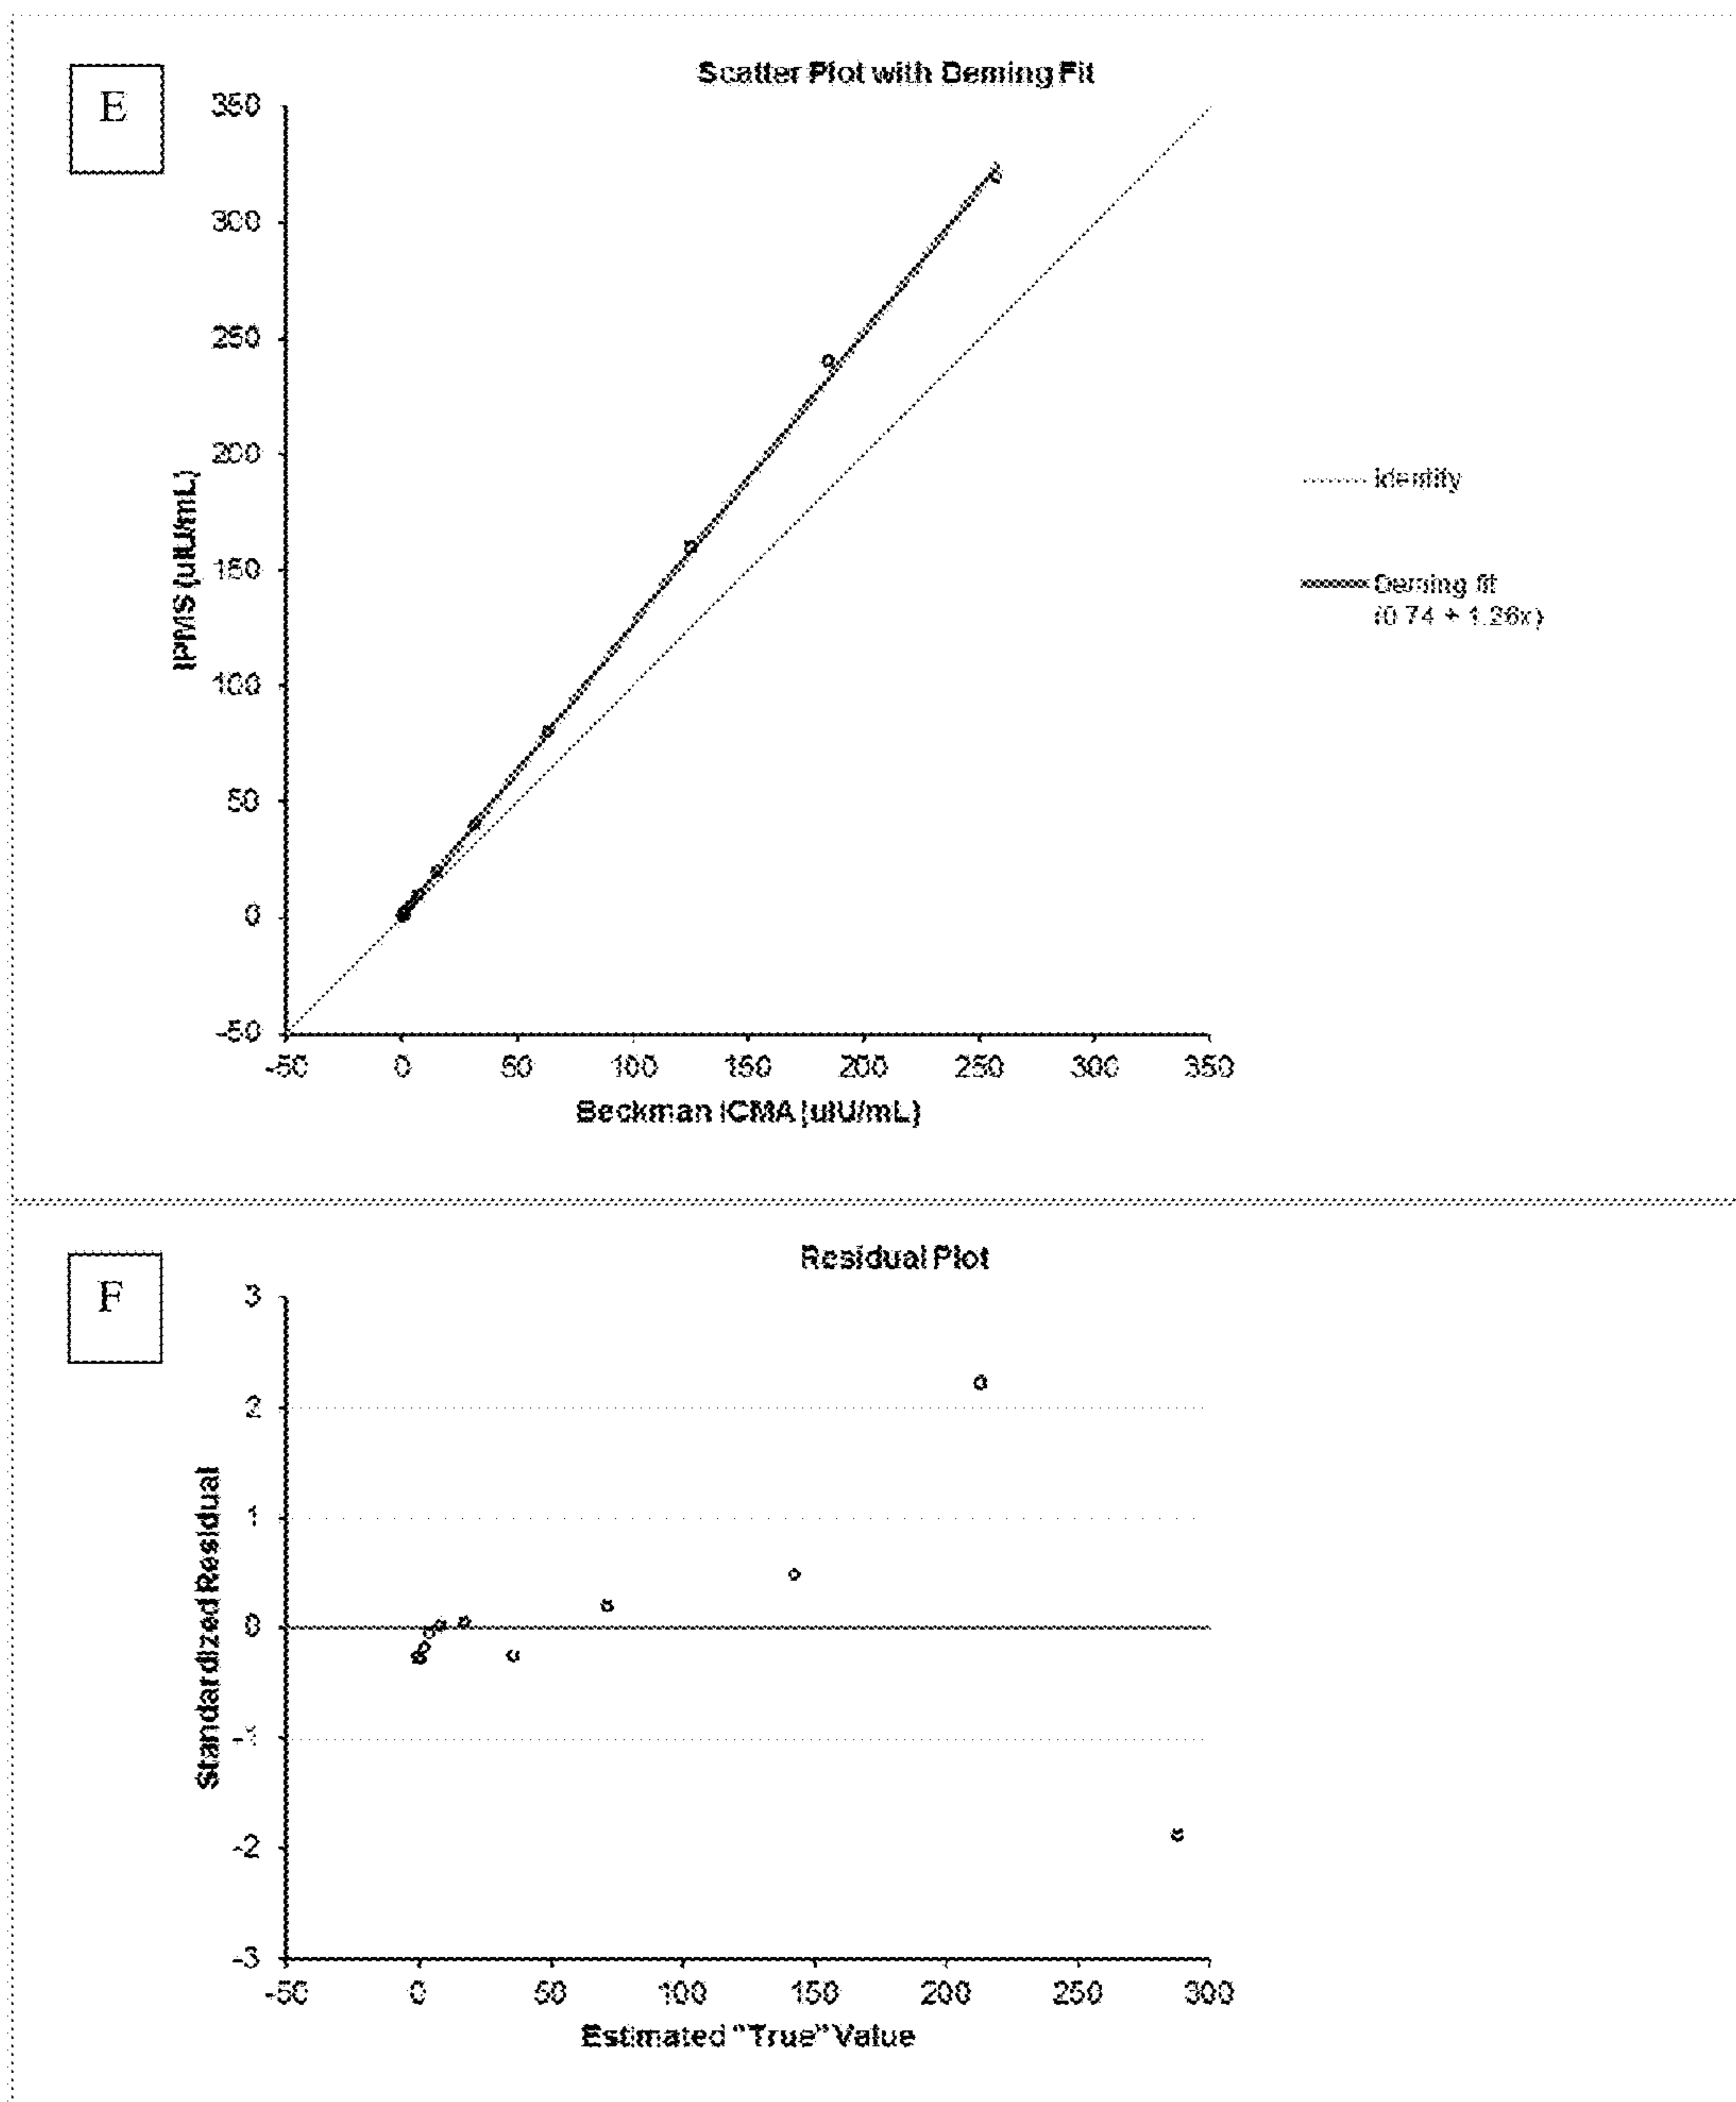 E
Scatter Plot with Deming Fit
350
300
250
200
150
100
50
0
-50
IPMS (uIU/mL)
-50 0 50 100 150 200 250 300 350
Beckman ICMA (uIU/mL)
Identity
Deming fit
(0.74 + 1.26x)
F
Residual Plot
3
2
1
0
-1
-2
-3
Standardized Residual
-50 0 50 100 150 200 250 300
Estimated "True" Value